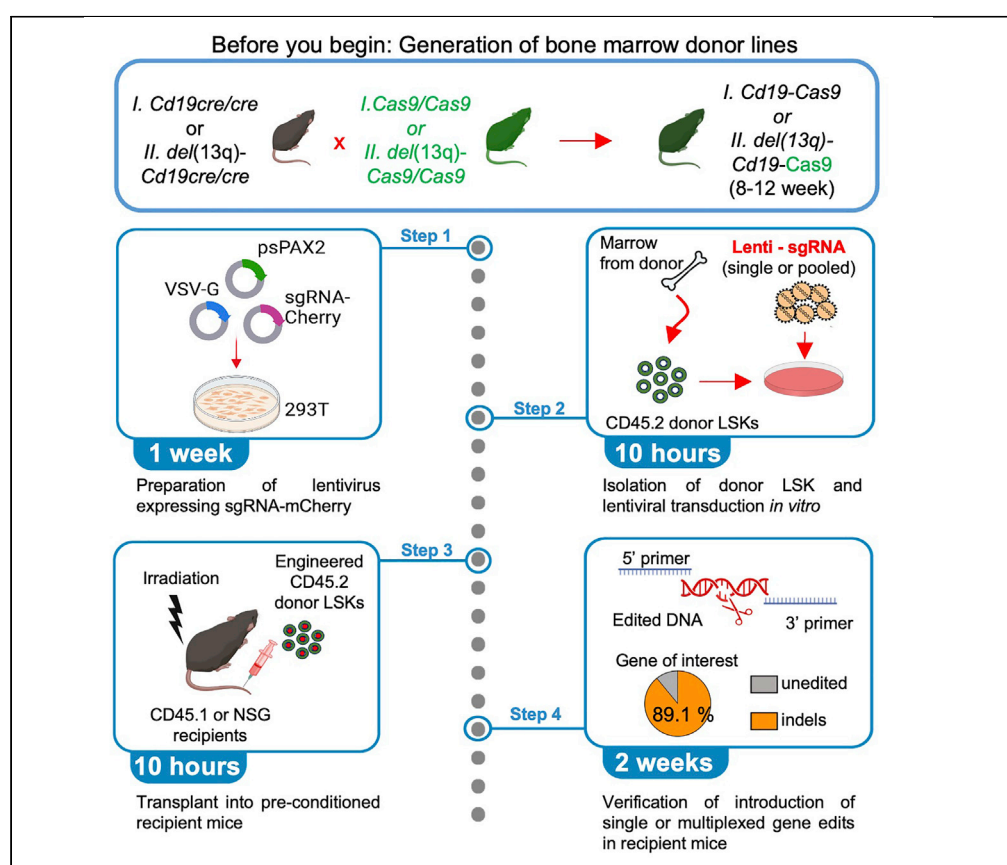 Before you begin: Generation of bone marrow donor lines
I. Cd19cre/cre
or
II. del(13q)-
Cd19cre/cre
x
I.Cas9/Cas9
or
II. del(13q)-
Cas9/Cas9
I. Cd19-Cas9
or
II. del(13q)-
Cd19-Cas9
(8-12 week)
Step 1
psPAX2
VSV-G
sgRNA-
Cherry
293T
1 week
Preparation of lentivirus
expressing sgRNA-mCherry
Step 2
Marrow
from donor
Lenti - sgRNA
(single or pooled)
CD45.2 donor LSKs
10 hours
Isolation of donor LSK and
lentiviral transduction in vitro
Step 3
Irradiation
Engineered
CD45.2
donor LSKs
CD45.1 or NSG
recipients
10 hours
Transplant into pre-conditioned
recipient mice
Step 4
5' primer
Edited DNA
3' primer
Gene of interest
89.1 %
unedited
indels
2 weeks
Verification of introduction of
single or multiplexed gene edits
in recipient mice